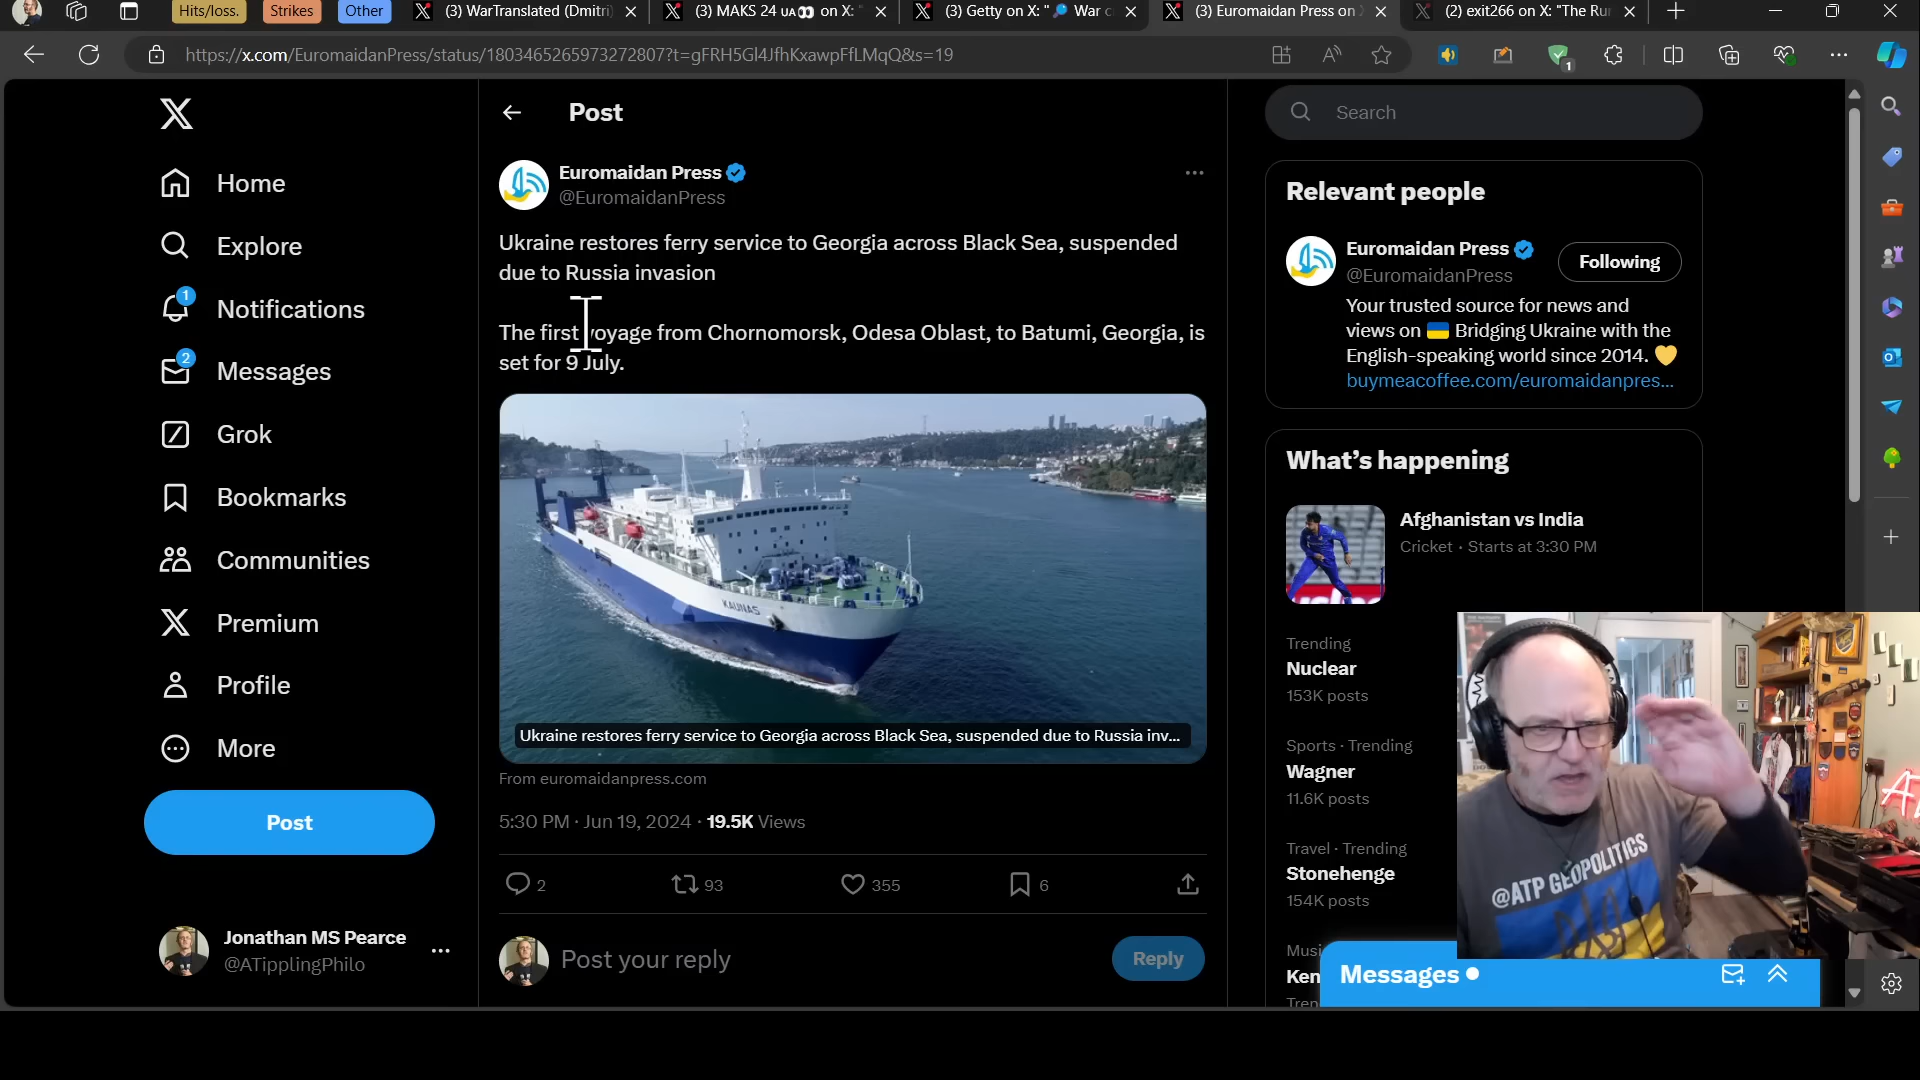 Hits/loss.
Strikes
Other
(3) WarTranslated (Dmitri
(3) MAKS 24 UA👀 on X: "
(3) Getty on X: "🔎 War c
(3) Euromaidan Press on X
(2) exit266 on X: "The Ru
https://x.com/EuromaidanPress/status/1803465265973272807?t=gFRH5Gl4JfhKxawpFfLMqQ&s=19
1
Home
Explore
1
Notifications
2
Messages
Grok
Bookmarks
Communities
Premium
Profile
More
Post
Jonathan MS Pearce
@ATipplingPhilo
Post
Euromaidan Press
@EuromaidanPress
Ukraine restores ferry service to Georgia across Black Sea, suspended
due to Russia invasion
The first voyage from Chornomorsk, Odesa Oblast, to Batumi, Georgia, is
set for 9 July.
KAUNAS
Ukraine restores ferry service to Georgia across Black Sea, suspended due to Russia inv...
From euromaidanpress.com
5:30 PM · Jun 19, 2024 · 19.5K Views
2
93
355
6
Post your reply
Reply
Search
Relevant people
Euromaidan Press
@EuromaidanPress
Following
Your trusted source for news and
views on 🇺🇦 Bridging Ukraine with the
English-speaking world since 2014. 💛
buymeacoffee.com/euromaidanpres...
What's happening
Afghanistan vs India
Cricket · Starts at 3:30 PM
Trending
Nuclear
153K posts
Sports · Trending
Wagner
11.6K posts
Travel · Trending
Stonehenge
154K posts
Musi
Ken
Tren
Messages
@ATP GEOPOLITICS